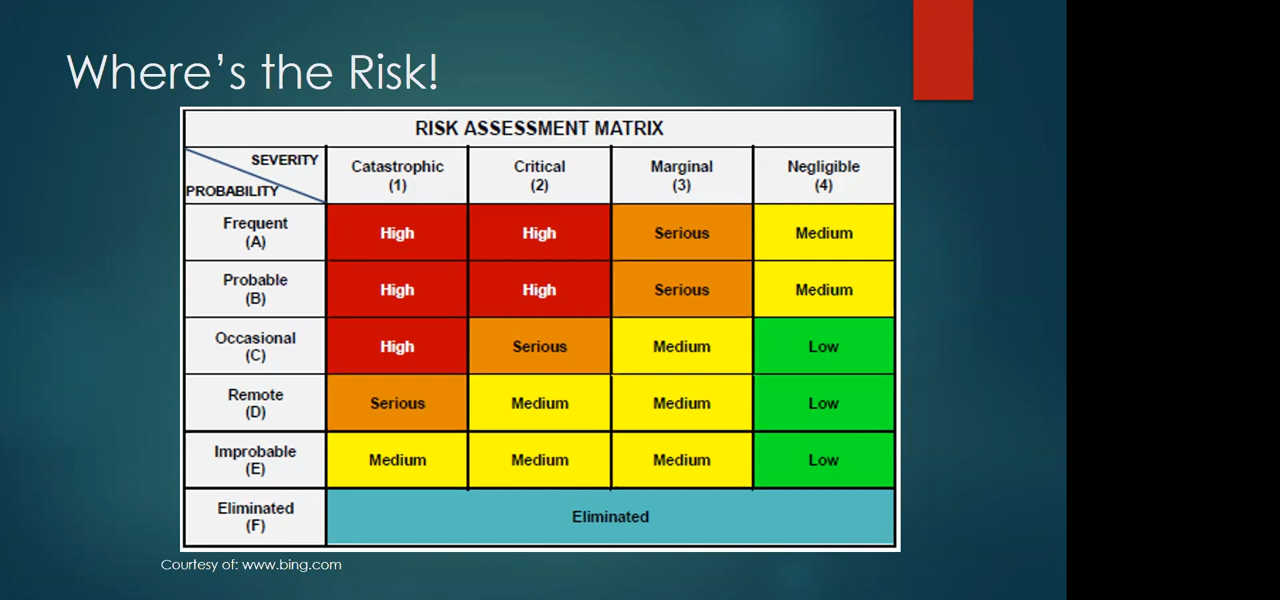 Where's the Risk!
RISK ASSESSMENT MATRIX
SEVERITY
PROBABILITY
Catastrophic
(1)
Critical
(2)
Marginal
(3)
Negligible
(4)
Frequent
(A)
High
High
Serious
Medium
Probable
(B)
High
High
Serious
Medium
Occasional
(C)
High
Serious
Medium
Low
Remote
(D)
Serious
Medium
Medium
Low
Improbable
(E)
Medium
Medium
Medium
Low
Eliminated
(F)
Eliminated
Courtesy of: www.bing.com